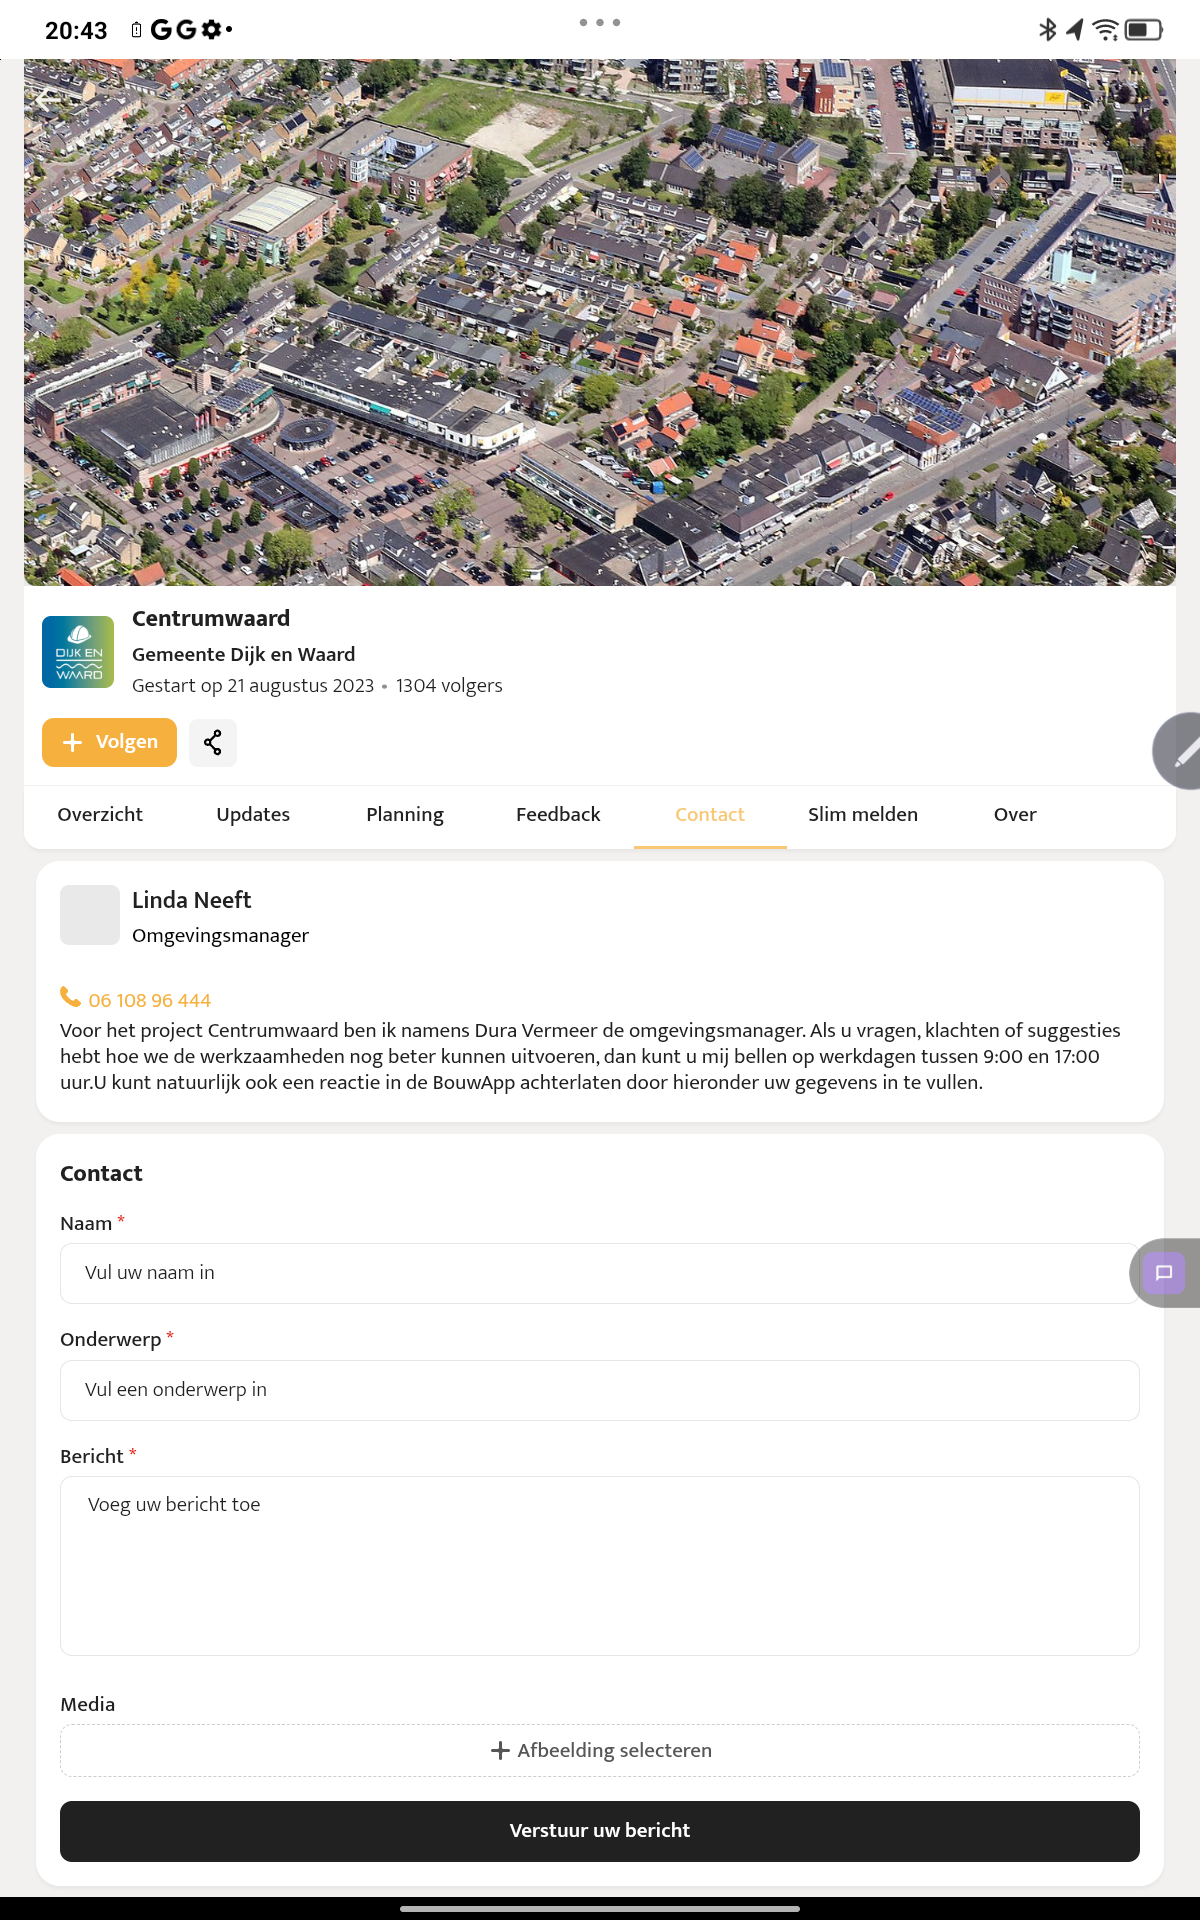 20:43
Centrumwaard
DIJK EN
WAARD
Gemeente Dijk en Waard
Gestart op 21 augustus 2023 • 1304 volgers
Volgen
Overzicht Updates Planning Feedback Contact Slim melden Over
Linda Neeft
Omgevingsmanager
06 108 96 444
Voor het project Centrumwaard ben ik namens Dura Vermeer de omgevingsmanager. Als u vragen, klachten of suggesties
hebt hoe we de werkzaamheden nog beter kunnen uitvoeren, dan kunt u mij bellen op werkdagen tussen 9:00 en 17:00
uur.U kunt natuurlijk ook een reactie in de BouwApp achterlaten door hieronder uw gegevens in te vullen.
Contact
Naam *
Vul uw naam in
Onderwerp *
Vul een onderwerp in
Bericht *
Voeg uw bericht toe
Media
Afbeelding selecteren
Verstuur uw bericht